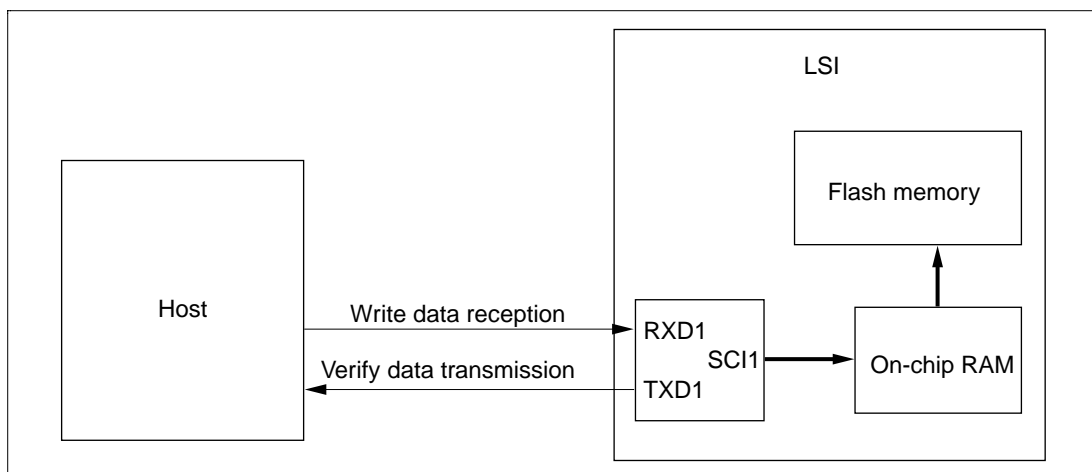 LSI
Flash memory
Host
Write data reception
Verify data transmission
RXD1
SCI1
TXD1
On-chip RAM